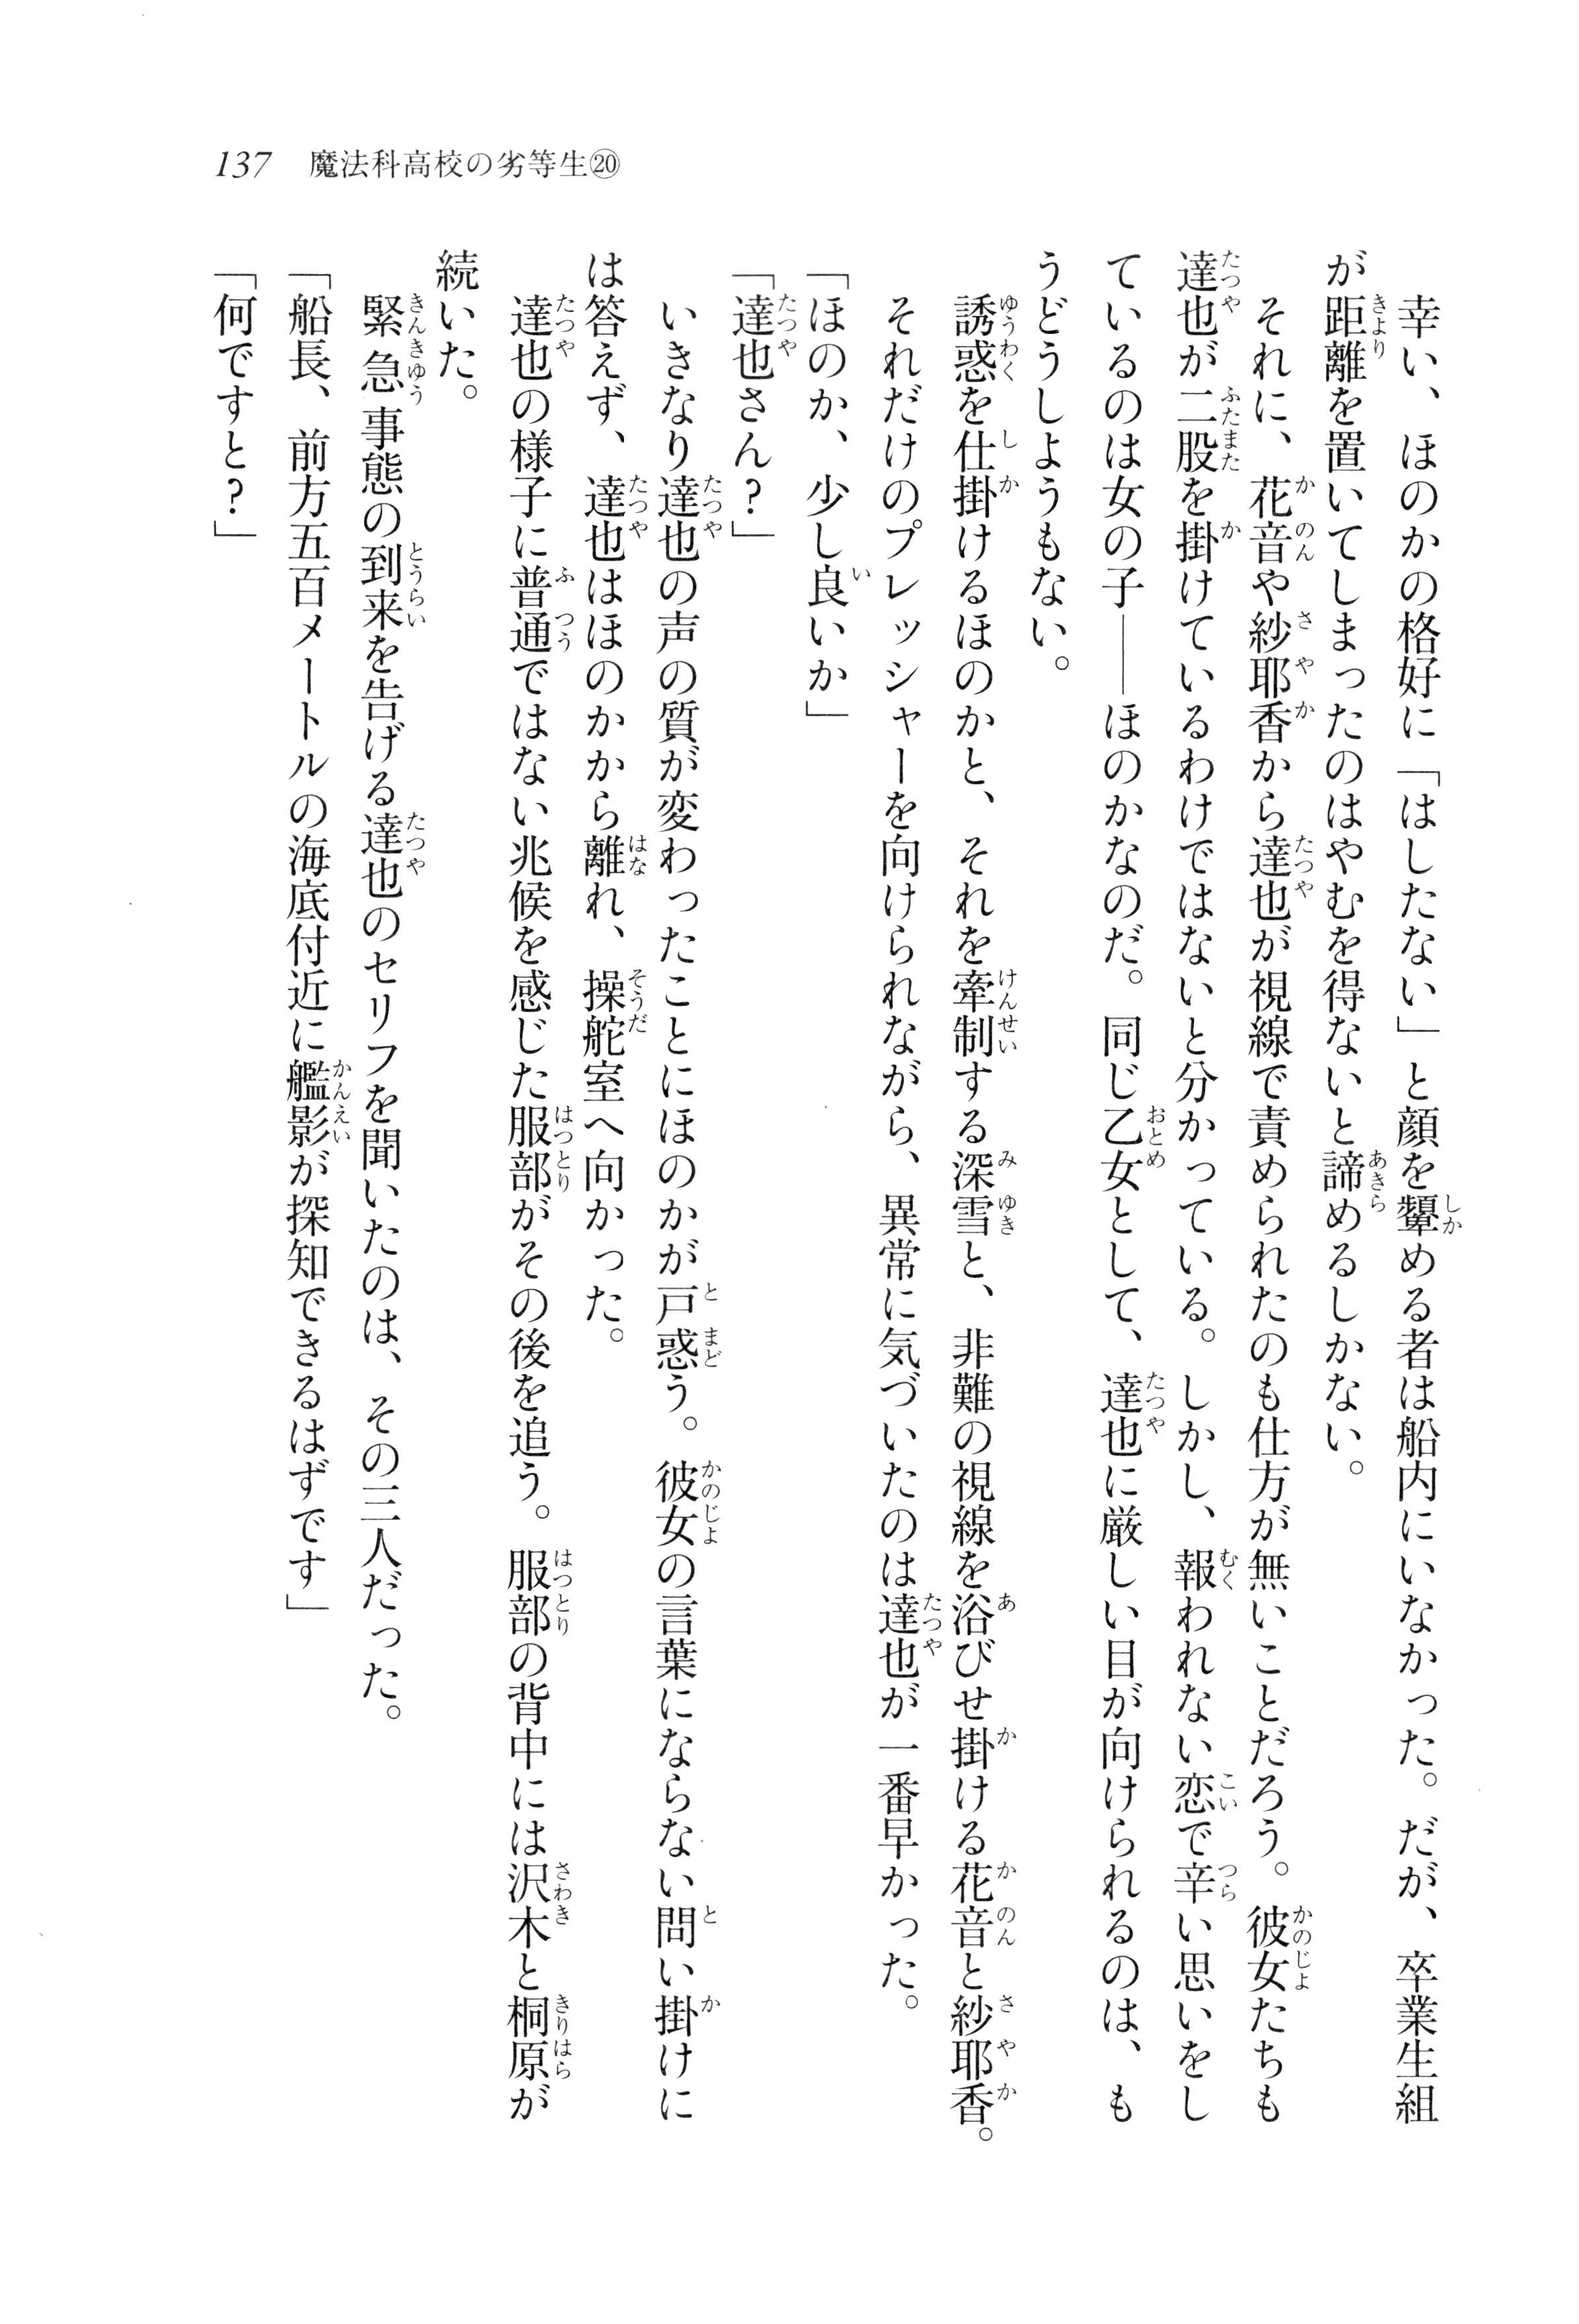 137 魔法科高校の劣等生⑳
幸い、ほのかの格好に「はしたない」と顔を顰める者は船内にいなかった。だが、卒業生組
が距離を置いてしまったのはやむを得ないと諦めるしかない。
それに、花音や紗耶香から達也が視線で責められたのも仕方が無いことだろう。彼女たちも
達也が二股を掛けているわけではないと分かっている。しかし、報われない恋で辛い思いをし
ているのは女の子――ほのかなのだ。同じ乙女として、達也に厳しい目が向けられるのは、も
うどうしようもない。
誘惑を仕掛けるほのかと、それを牽制する深雪と、非難の視線を浴びせ掛ける花音と紗耶香。
それだけのプレッシャーを向けられながら、異常に気づいたのは達也が一番早かった。
「ほのか、少し良いか」
「達也さん？」
いきなり達也の声の質が変わったことにほのかが戸惑う。彼女の言葉にならない問い掛けに
は答えず、達也はほのかから離れ、操舵室へ向かった。
達也の様子に普通ではない兆候を感じた服部がその後を追う。服部の背中には沢木と桐原が
続いた。
緊急事態の到来を告げる達也のセリフを聞いたのは、その三人だった。
「船長、前方五百メートルの海底付近に艦影が探知できるはずです」
「何ですと？」